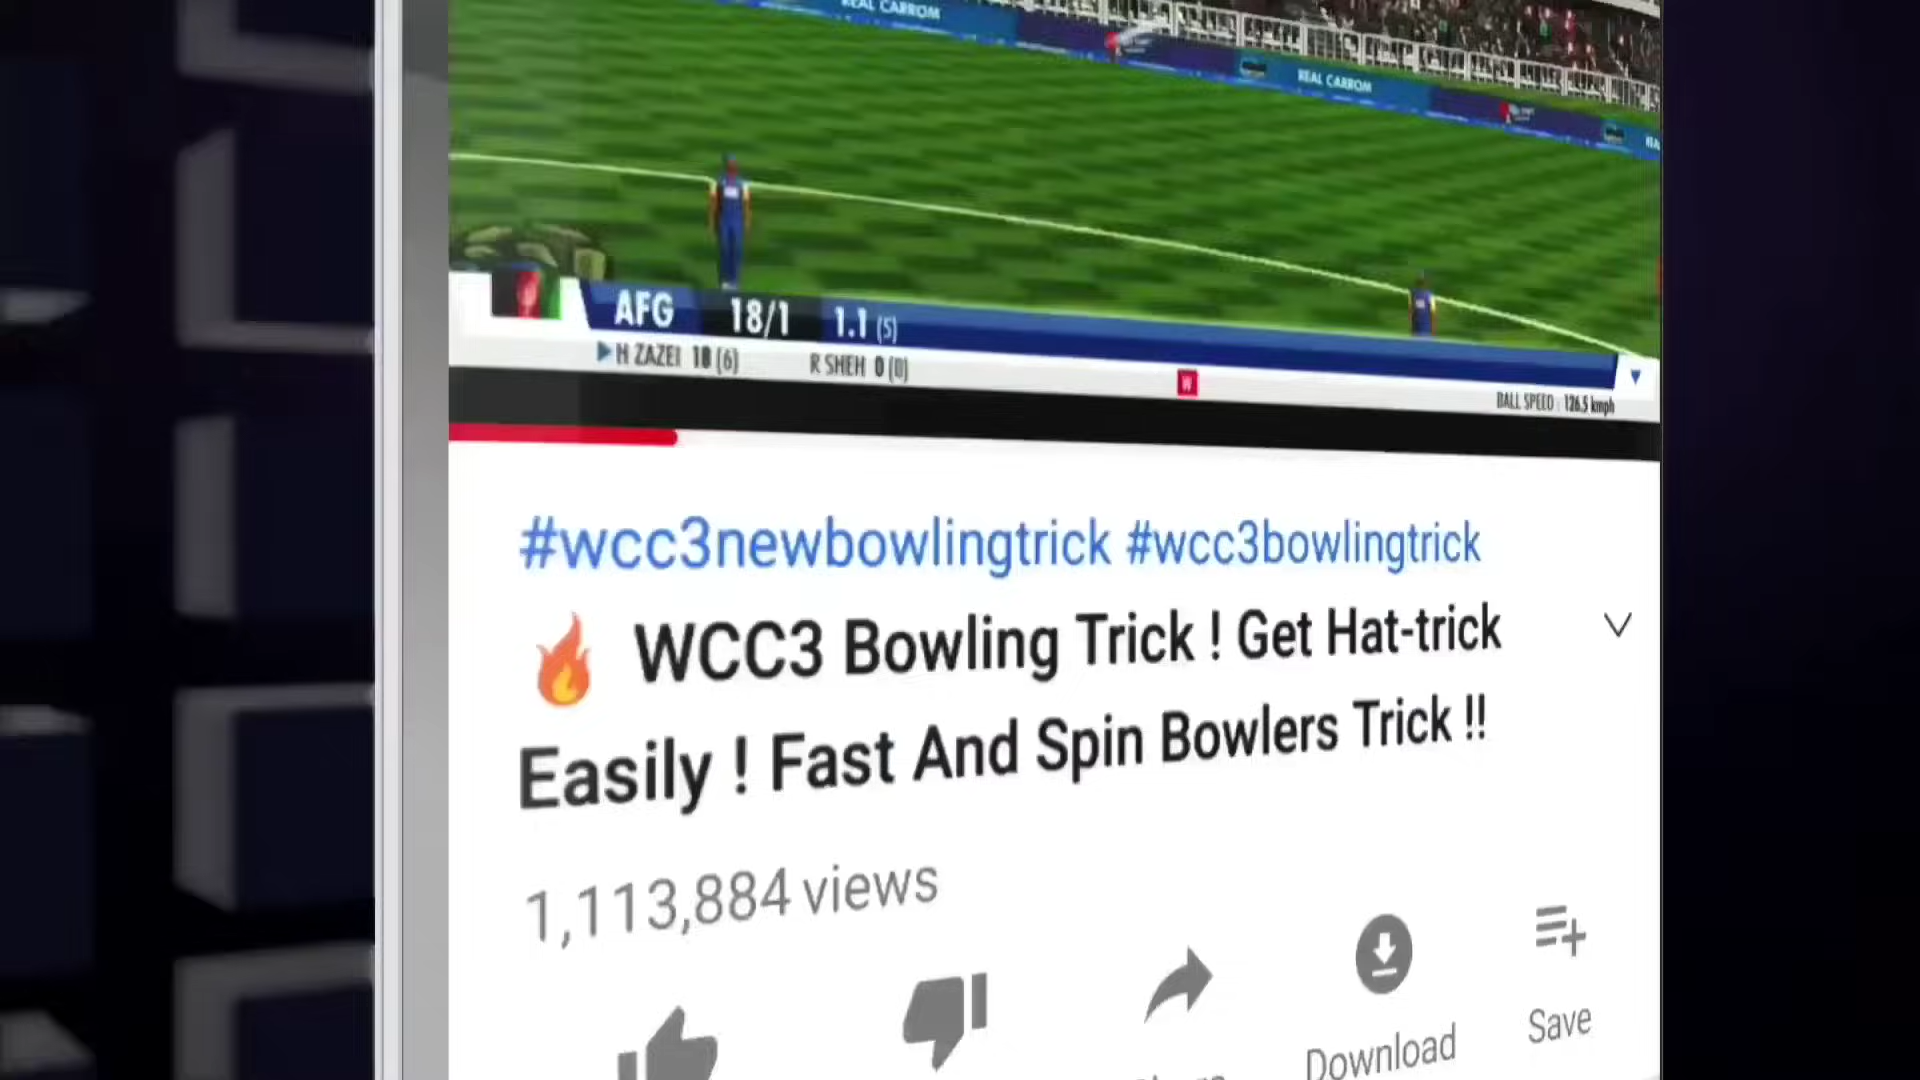 REAL CARROM
REAL CARROM
AFG 18/1 1.1 (5)
H ZAZEI 18 (6) R SHEH 0 (0) W
BALL SPEED : 126.5 kmph
#wcc3newbowlingtrick #wcc3bowlingtrick
🔥 WCC3 Bowling Trick ! Get Hat-trick
Easily ! Fast And Spin Bowlers Trick !!
1,113,884 views
Download
Save